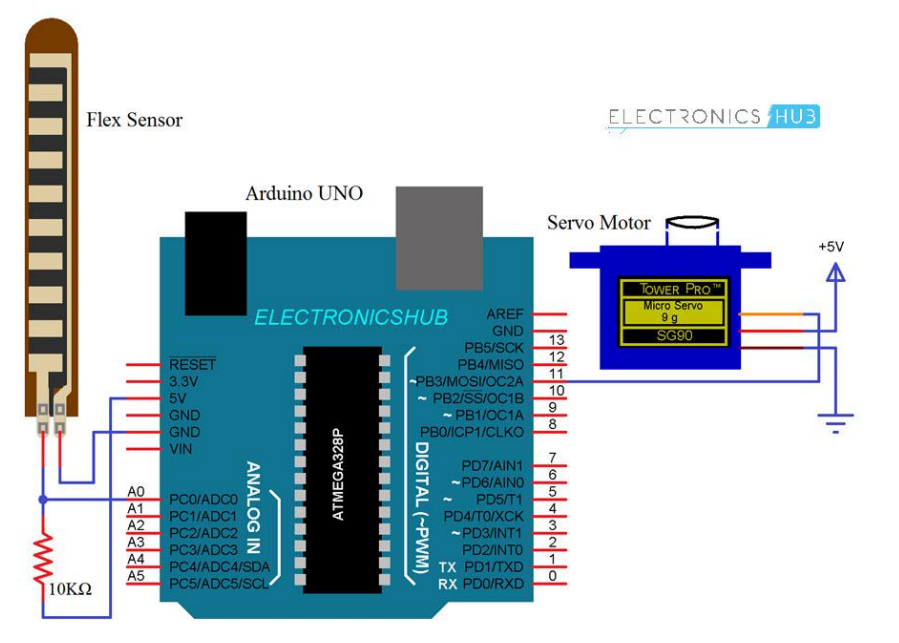 ELECTRONICS HUB
Flex Sensor
Arduino UNO
Servo Motor
+5V
TOWER PRO™
Micro Servo
9 g
SG90
ELECTRONICSHUB
RESET
3.3V
5V
GND
GND
VIN
A0 PC0/ADC0
A1 PC1/ADC1
A2 PC2/ADC2
A3 PC3/ADC3
A4 PC4/ADC4/SDA
A5 PC5/ADC5/SCL
ANALOG IN
ATMEGA328P
DIGITAL (~PWM)
AREF
GND
PB5/SCK 13
PB4/MISO 12
~PB3/MOSI/OC2A 11
~ PB2/SS/OC1B 10
~ PB1/OC1A 9
PB0/ICP1/CLKO 8
PD7/AIN1 7
~PD6/AIN0 6
~ PD5/T1 5
PD4/T0/XCK 4
~PD3/INT1 3
PD2/INT0 2
TX PD1/TXD 1
RX PD0/RXD 0
10KΩ